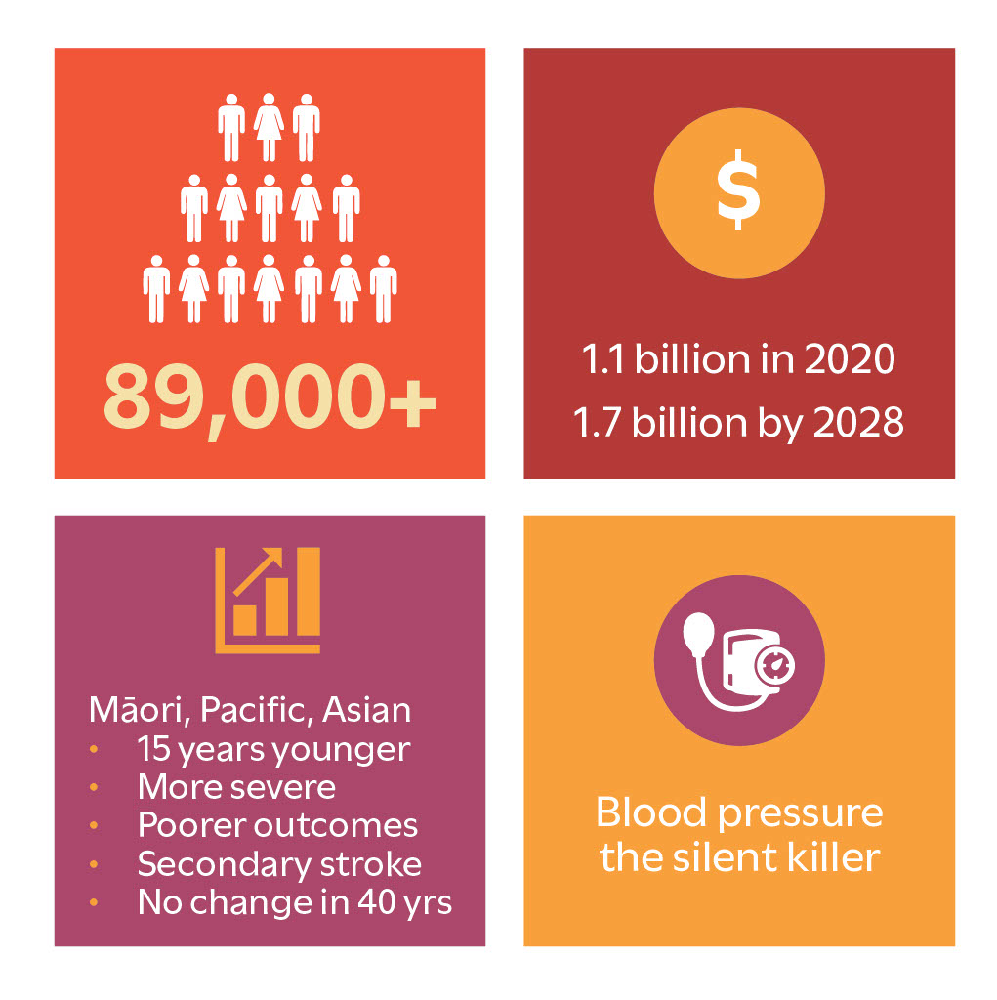 89,000+
$
1.1 billion in 2020
1.7 billion by 2028
Māori, Pacific, Asian
• 15 years younger
• More severe
• Poorer outcomes
• Secondary stroke
• No change in 40 yrs
Blood pressure
the silent killer